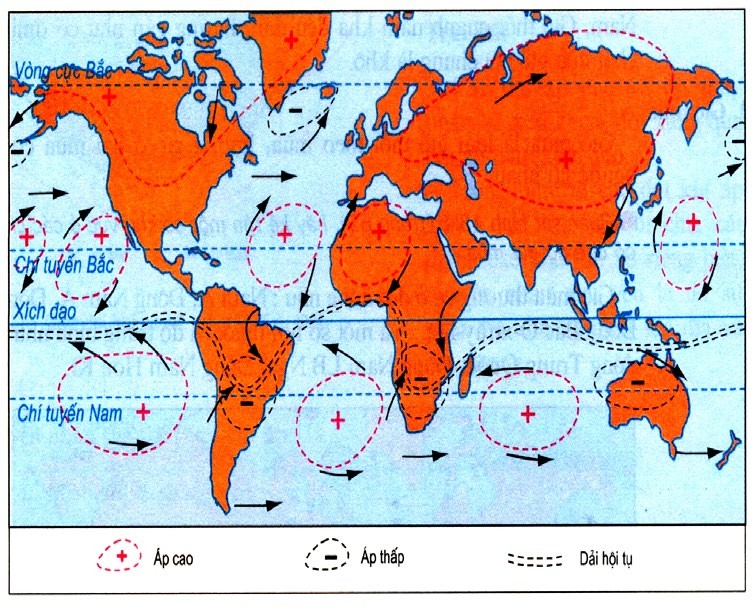 Vòng cực Bắc
Chí tuyến Bắc
Xích đạo
Chí tuyến Nam
Áp cao
Áp thấp
Dải hội tụ